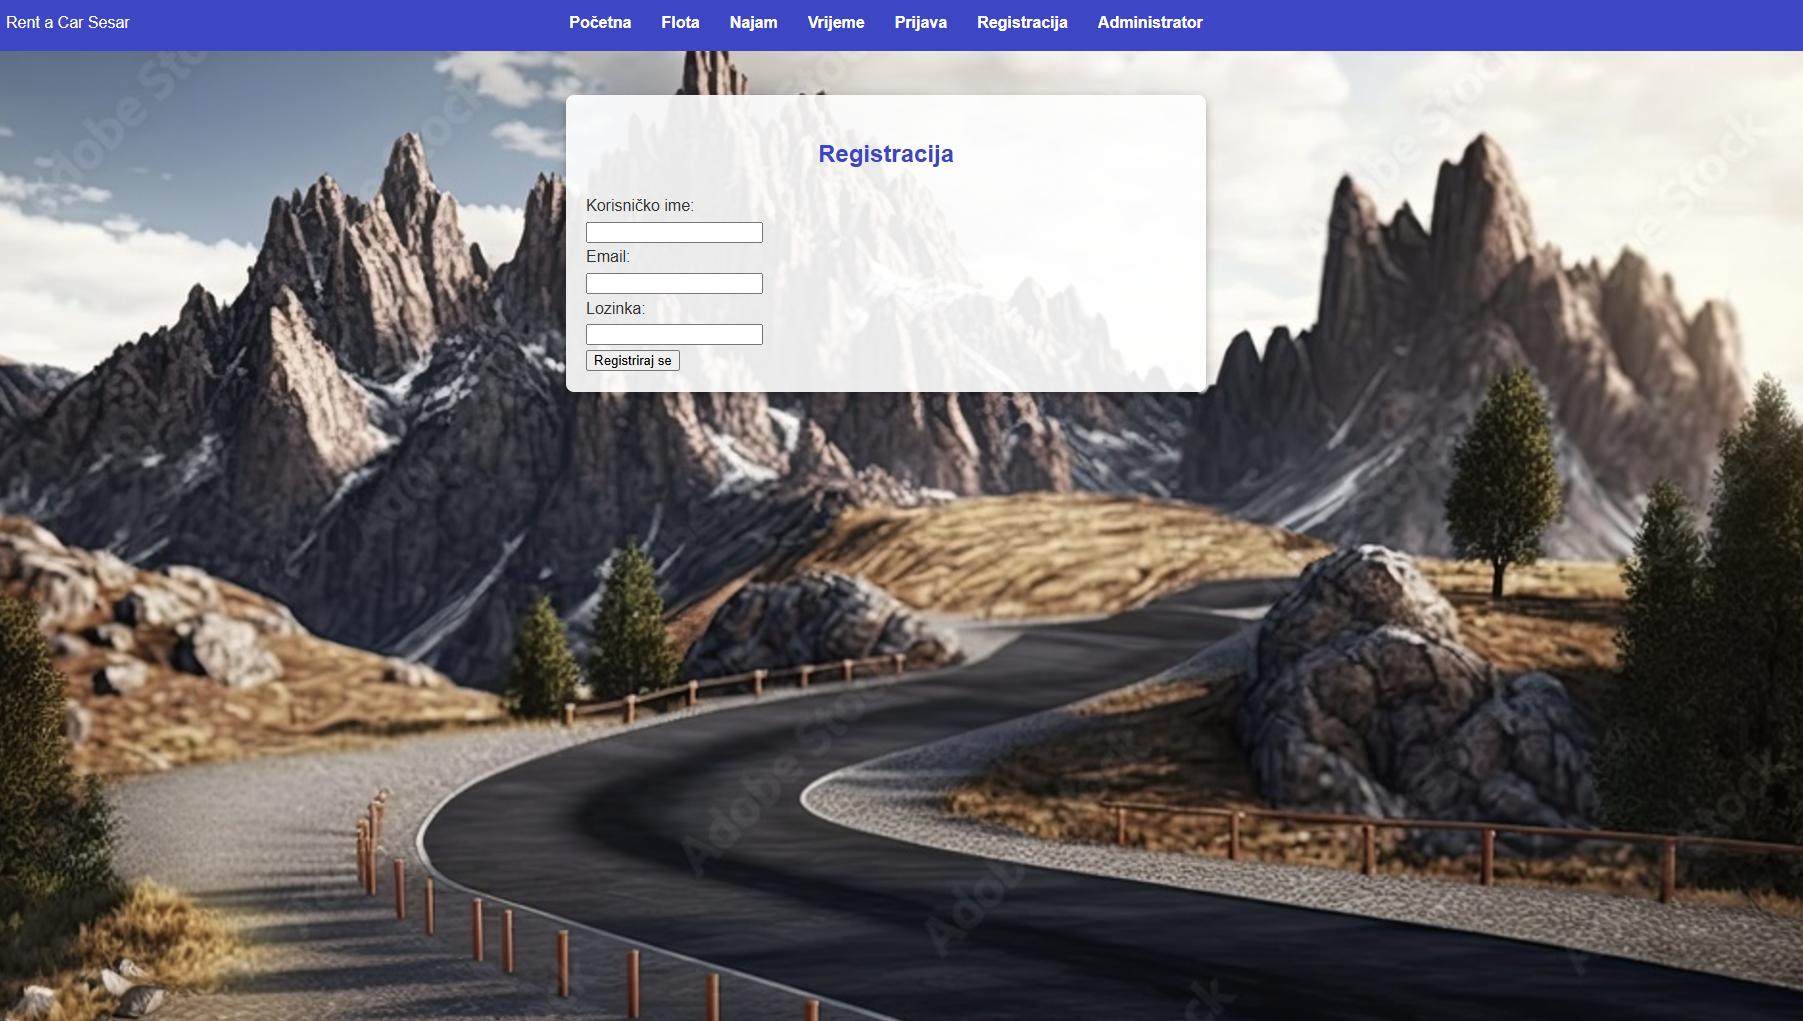 Rent a Car Sesar
Početna Flota Najam Vrijeme Prijava Registracija Administrator
Registracija
Korisničko ime:
Email:
Lozinka:
Registriraj se
Adobe Stock